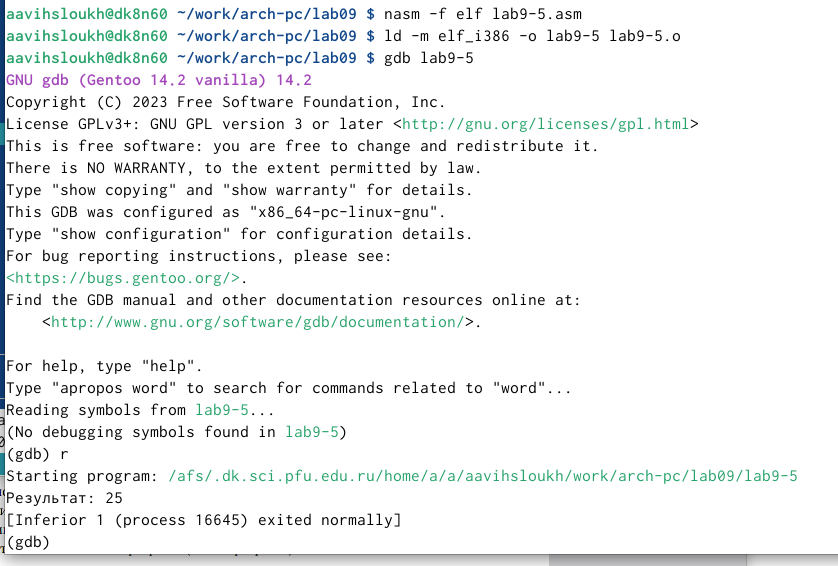 aavihsloukh@dk8n60 ~/work/arch-pc/lab09 $ nasm -f elf lab9-5.asm
aavihsloukh@dk8n60 ~/work/arch-pc/lab09 $ ld -m elf_i386 -o lab9-5 lab9-5.o
aavihsloukh@dk8n60 ~/work/arch-pc/lab09 $ gdb lab9-5
GNU gdb (Gentoo 14.2 vanilla) 14.2
Copyright (C) 2023 Free Software Foundation, Inc.
License GPLv3+: GNU GPL version 3 or later <http://gnu.org/licenses/gpl.html>
This is free software: you are free to change and redistribute it.
There is NO WARRANTY, to the extent permitted by law.
Type "show copying" and "show warranty" for details.
This GDB was configured as "x86_64-pc-linux-gnu".
Type "show configuration" for configuration details.
For bug reporting instructions, please see:
<https://bugs.gentoo.org/>.
Find the GDB manual and other documentation resources online at:
    <http://www.gnu.org/software/gdb/documentation/>.

For help, type "help".
Type "apropos word" to search for commands related to "word"...
Reading symbols from lab9-5...
(No debugging symbols found in lab9-5)
(gdb) r
Starting program: /afs/.dk.sci.pfu.edu.ru/home/a/a/aavihsloukh/work/arch-pc/lab09/lab9-5
Результат: 25
[Inferior 1 (process 16645) exited normally]
(gdb)